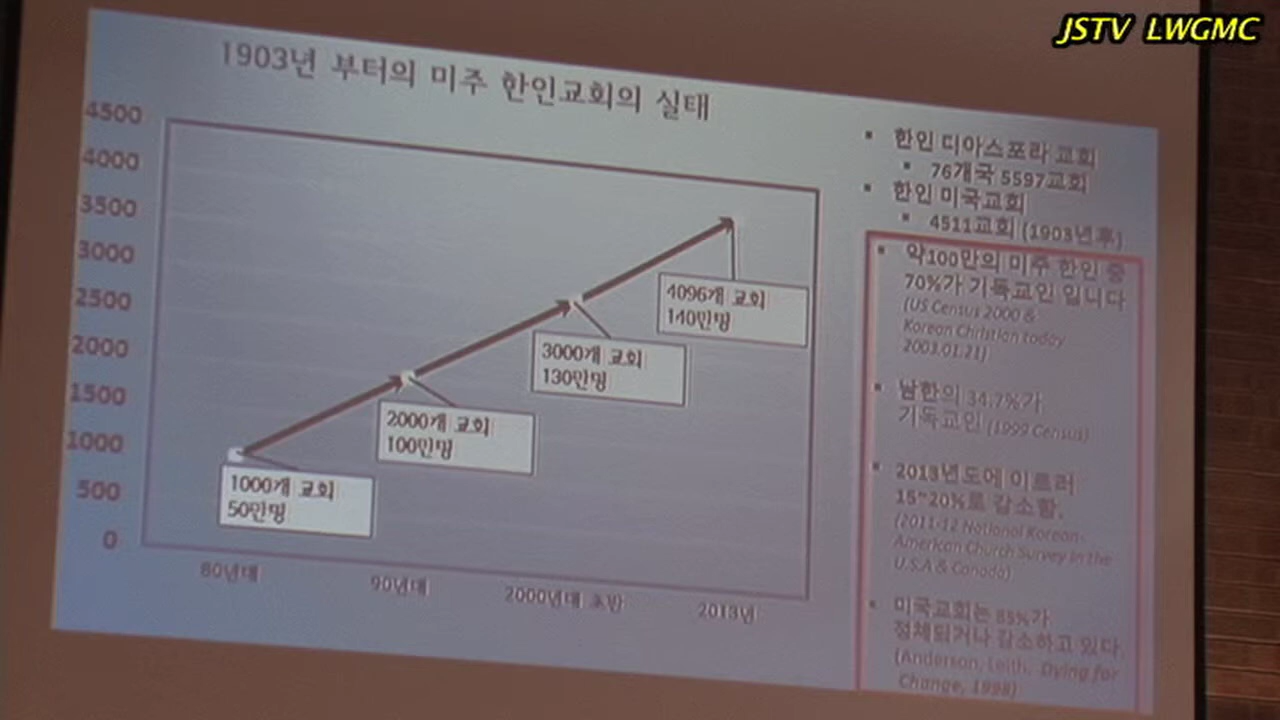 JSTV LWGMC
1903년 부터의 미주 한인교회의 실태
4500
4000
3500
3000
2500
2000
1500
1000
500
0
1000개 교회
50만명
2000개 교회
100만명
3000개 교회
130만명
4096개 교회
140만명
80년대
90년대
2000년대 초반
2013년
▪ 한인 디아스포라 교회
▪ 76개국 5597교회
▪ 한인 미국교회
▪ 4511교회 (1903년후)
▪ 약100만의 미주 한인 중
70%가 기독교인 입니다
(US Census 2000 &
Korean Christian today
2003.01.21)
▪ 남한의 34.7%가
기독교인 (1999 Census)
▪ 2013년도에 이르러
15~20%로 감소함.
(2011-12 National Korean-
American Church Survey in the
U.S.A & Canada)
▪ 미국교회는 85%가
정체되거나 감소하고 있다.
(Anderson, Leith. Dying for
Change, 1998)